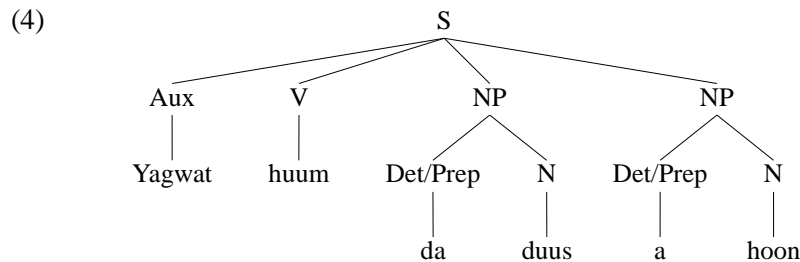 (4)
S
Aux V NP NP
Yagwat huum Det/Prep N Det/Prep N
da duus a hoon